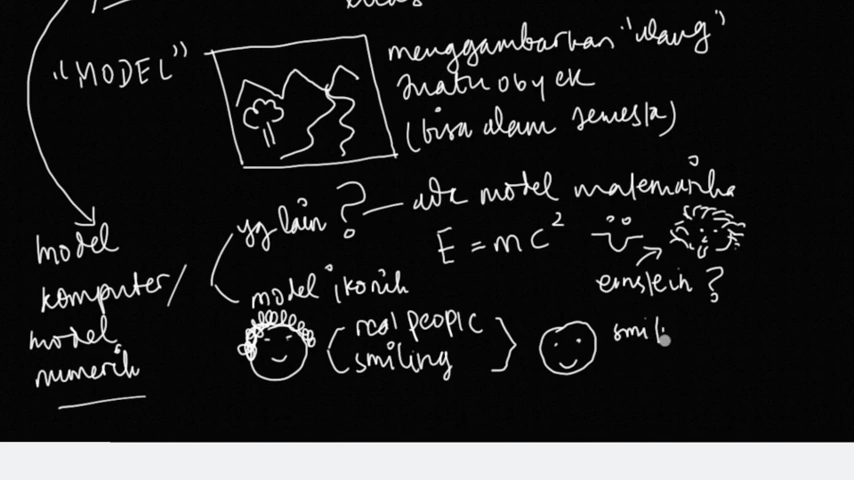 "MODEL"
menggambarkan "ulang"
suatu obyek
(bisa alam semesta)
yg lain ? — ada model matematika
E = mc²
einstein ?
model
komputer/
model
numerik
model ikonik
(real people
smiling)
smil